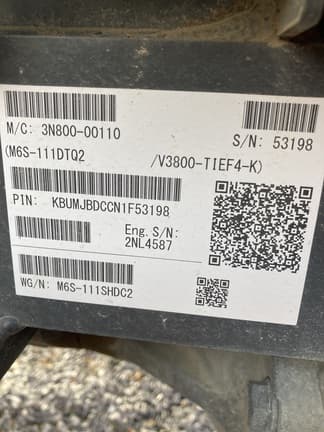 M/C: 3N800-00110
S/N: 53198
(M6S-111DTQ2 /V3800-TIEF4-K)
PIN: KBUMJBDCCN1F53198
Eng.S/N:
2NL4587
WG/N: M6S-111SHDC2